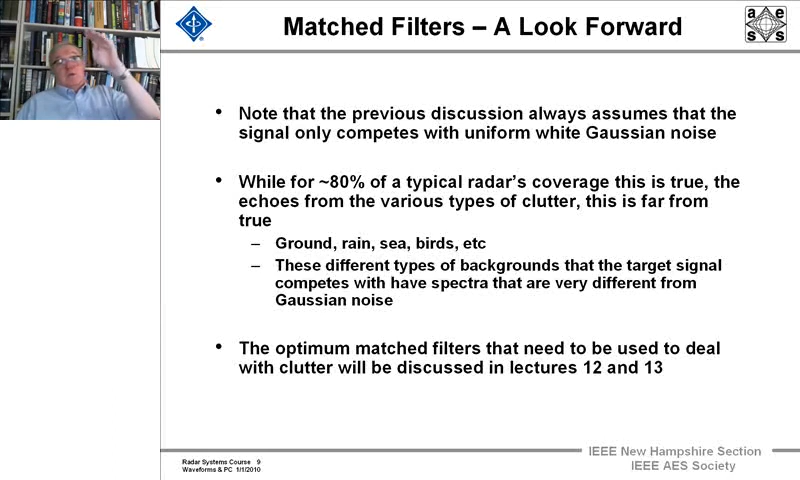 Matched Filters – A Look Forward
a e
s s
• Note that the previous discussion always assumes that the
signal only competes with uniform white Gaussian noise
• While for ~80% of a typical radar's coverage this is true, the
echoes from the various types of clutter, this is far from
true
– Ground, rain, sea, birds, etc
– These different types of backgrounds that the target signal
competes with have spectra that are very different from
Gaussian noise
• The optimum matched filters that need to be used to deal
with clutter will be discussed in lectures 12 and 13
Radar Systems Course 9
Waveforms & PC 1/1/2010
IEEE New Hampshire Section
IEEE AES Society